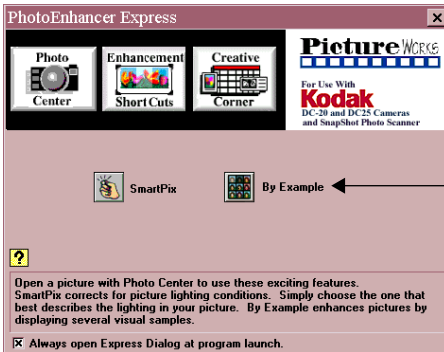 PhotoEnhancer Express
Photo
Center
Enhancement
Short Cuts
Creative
Corner
PictureWorks
For Use With
Kodak
DC-20 and DC25 Cameras
and SnapShot Photo Scanner
SmartPix
By Example
?
Open a picture with Photo Center to use these exciting features.
SmartPix corrects for picture lighting conditions.  Simply choose the one that
best describes the lighting in your picture.  By Example enhances pictures by
displaying several visual samples.
Always open Express Dialog at program launch.